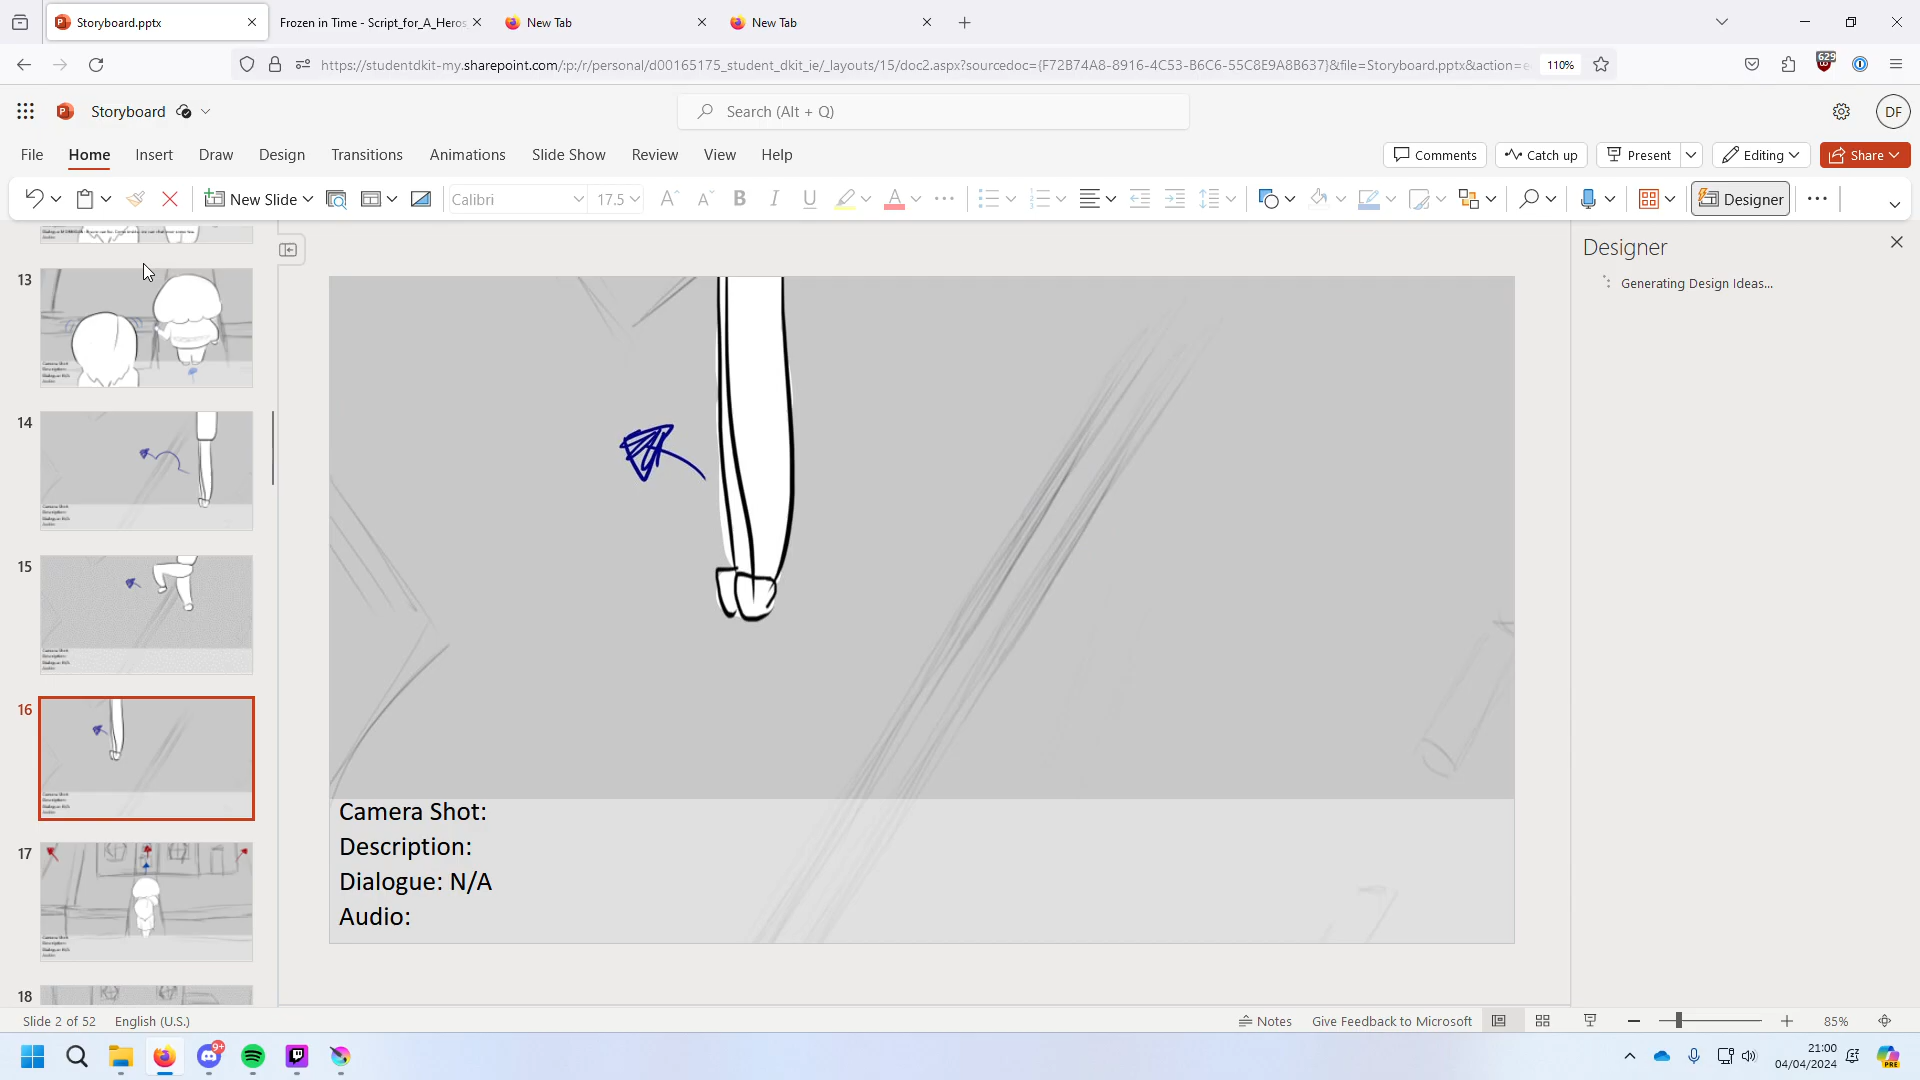 Storyboard.pptx
Frozen in Time - Script_for_A_Heros
New Tab
New Tab
https://studentdkit-my.sharepoint.com/:p:/r/personal/d00165175_student_dkit_ie/_layouts/15/doc2.aspx?sourcedoc={F72B74A8-8916-4C53-B6C6-55C8E9A8B637}&file=Storyboard.pptx&action=e
110%
629
Storyboard
Search (Alt + Q)
DF
File Home Insert Draw Design Transitions Animations Slide Show Review View Help
Comments Catch up Present Editing Share
New Slide Calibri 17.5 B I U A Designer
Designer
Generating Design Ideas...
13
14
15
16
17
18
Camera Shot:
Description:
Dialogue: N/A
Audio:
Slide 2 of 52 English (U.S.) Notes Give Feedback to Microsoft 85%
9+
21:00
04/04/2024
PRE